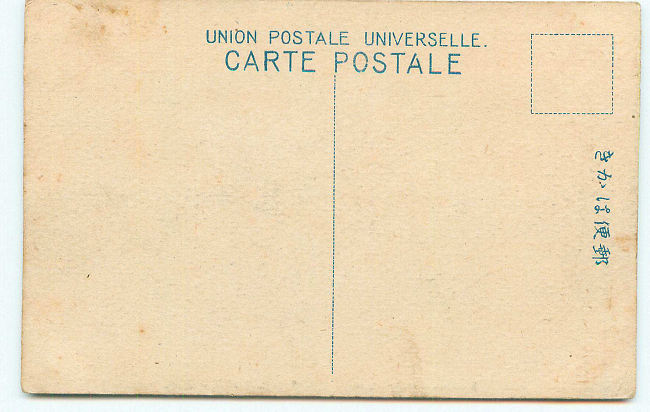 UNION POSTALE UNIVERSELLE.
CARTE POSTALE
郵便はかき